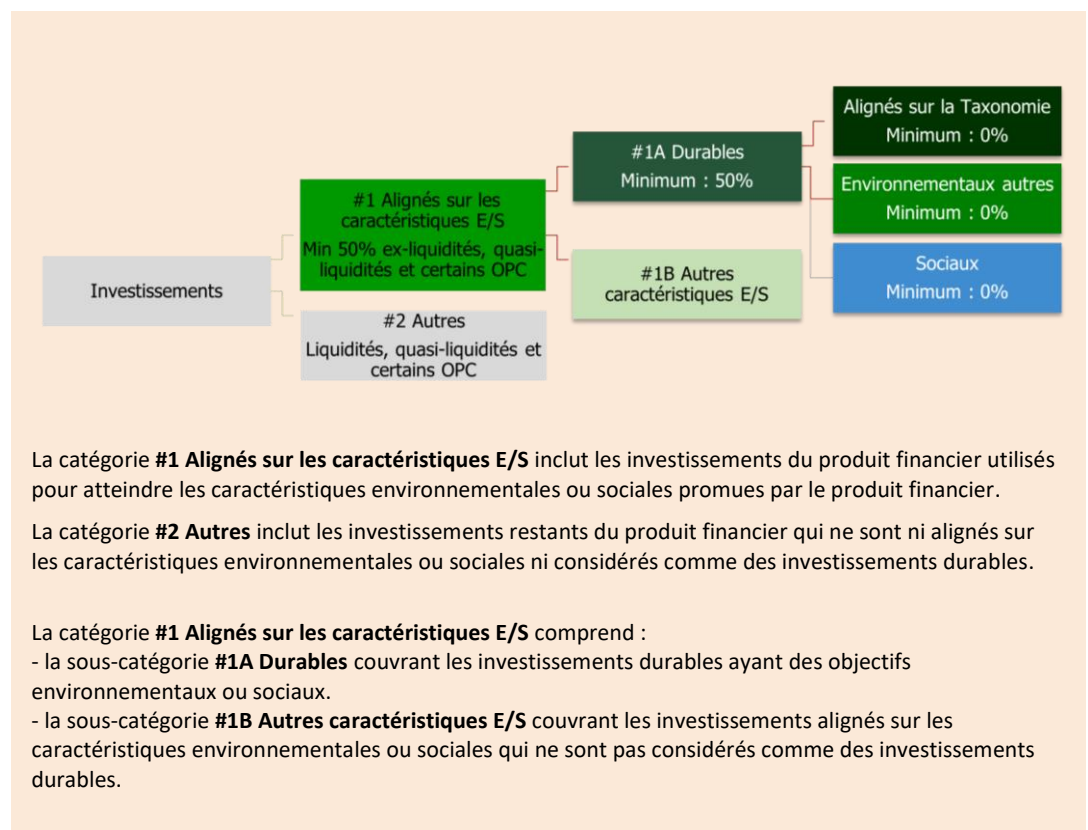 Investissements
#1 Alignés sur les
caractéristiques E/S
Min 50% ex-liquidités, quasi-
liquidités et certains OPC
#2 Autres
Liquidités, quasi-liquidités et
certains OPC
#1A Durables
Minimum : 50%
#1B Autres
caractéristiques E/S
Alignés sur la Taxonomie
Minimum : 0%
Environnementaux autres
Minimum : 0%
Sociaux
Minimum : 0%
La catégorie #1 Alignés sur les caractéristiques E/S inclut les investissements du produit financier utilisés
pour atteindre les caractéristiques environnementales ou sociales promues par le produit financier.
La catégorie #2 Autres inclut les investissements restants du produit financier qui ne sont ni alignés sur
les caractéristiques environnementales ou sociales ni considérés comme des investissements durables.
La catégorie #1 Alignés sur les caractéristiques E/S comprend :
- la sous-catégorie #1A Durables couvrant les investissements durables ayant des objectifs
environnementaux ou sociaux.
- la sous-catégorie #1B Autres caractéristiques E/S couvrant les investissements alignés sur les
caractéristiques environnementales ou sociales qui ne sont pas considérés comme des investissements
durables.